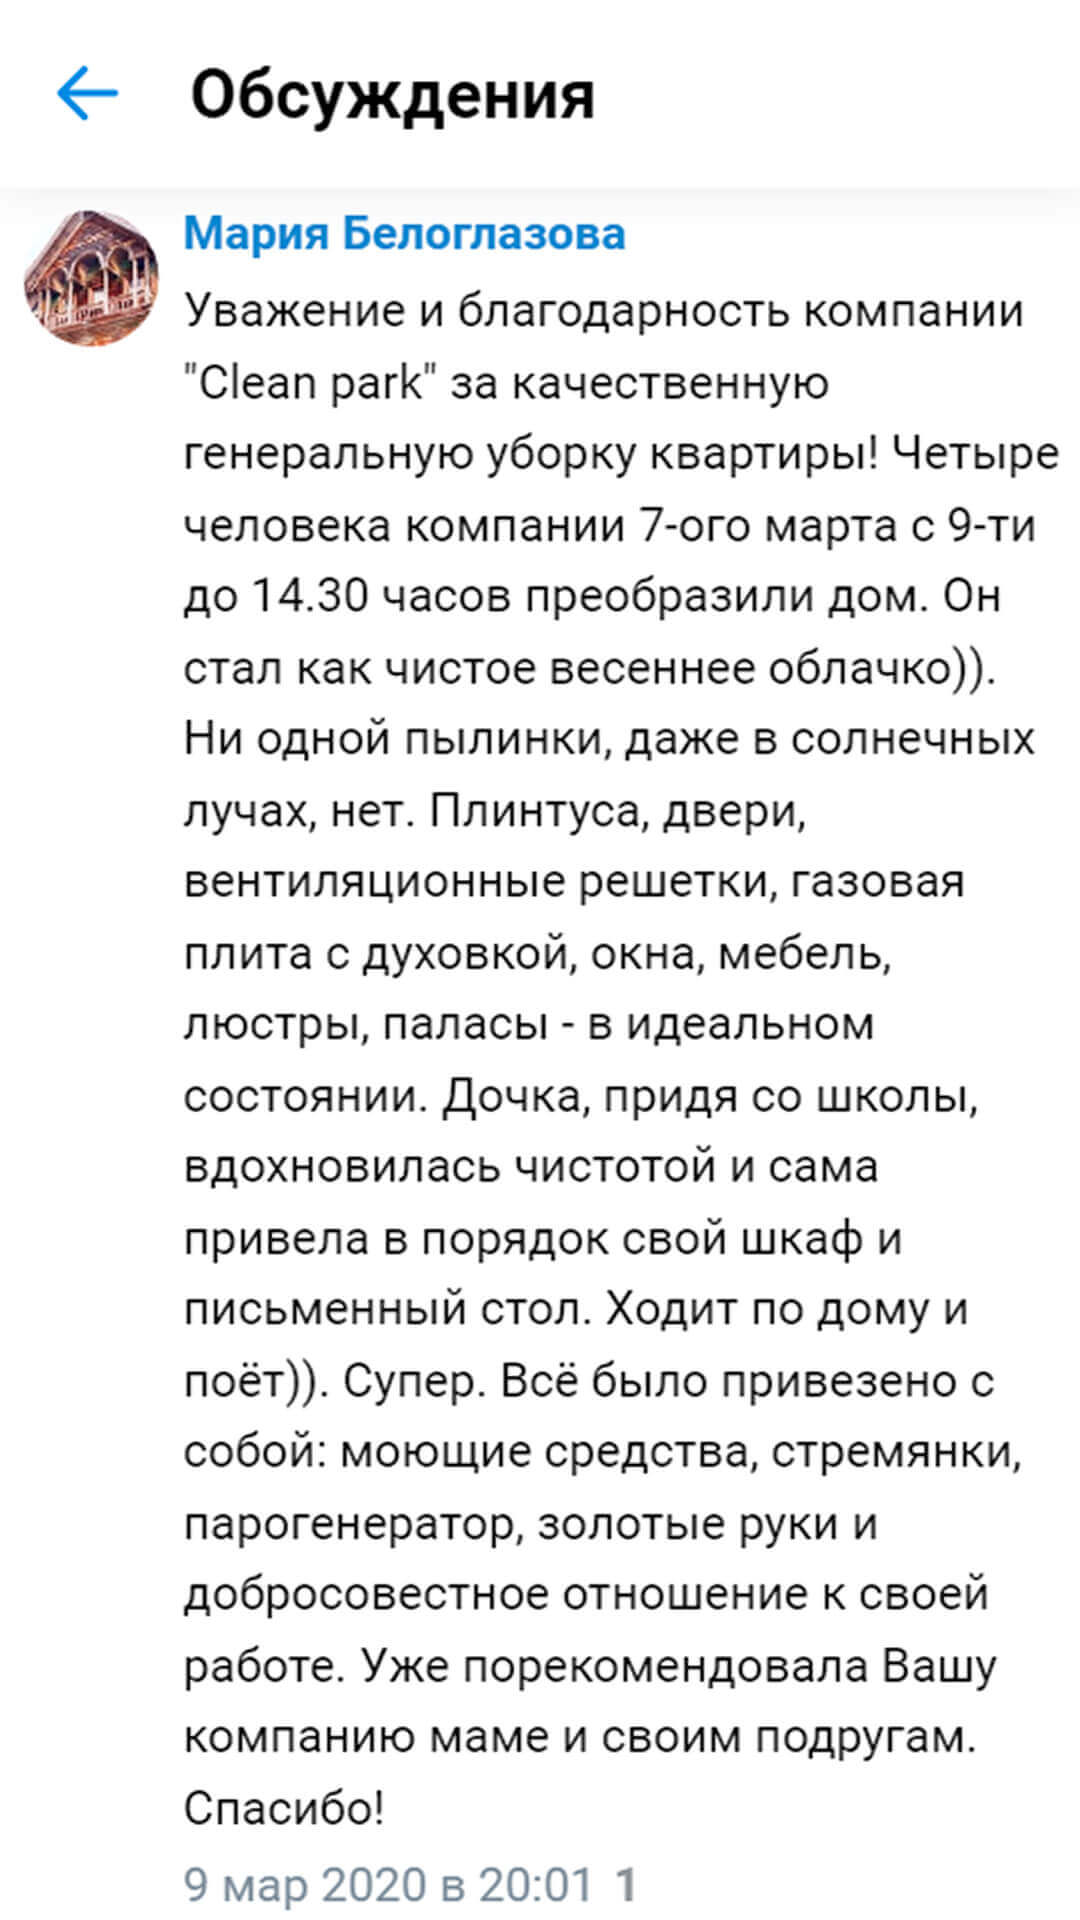 Обсуждения
Мария Белоглазова
Уважение и благодарность компании
"Clean park" за качественную
генеральную уборку квартиры! Четыре
человека компании 7-ого марта с 9-ти
до 14.30 часов преобразили дом. Он
стал как чистое весеннее облачко)).
Ни одной пылинки, даже в солнечных
лучах, нет. Плинтуса, двери,
вентиляционные решетки, газовая
плита с духовкой, окна, мебель,
люстры, паласы - в идеальном
состоянии. Дочка, придя со школы,
вдохновилась чистотой и сама
привела в порядок свой шкаф и
письменный стол. Ходит по дому и
поёт)). Супер. Всё было привезено с
собой: моющие средства, стремянки,
парогенератор, золотые руки и
добросовестное отношение к своей
работе. Уже порекомендовала Вашу
компанию маме и своим подругам.
Спасибо!
9 мар 2020 в 20:01 1